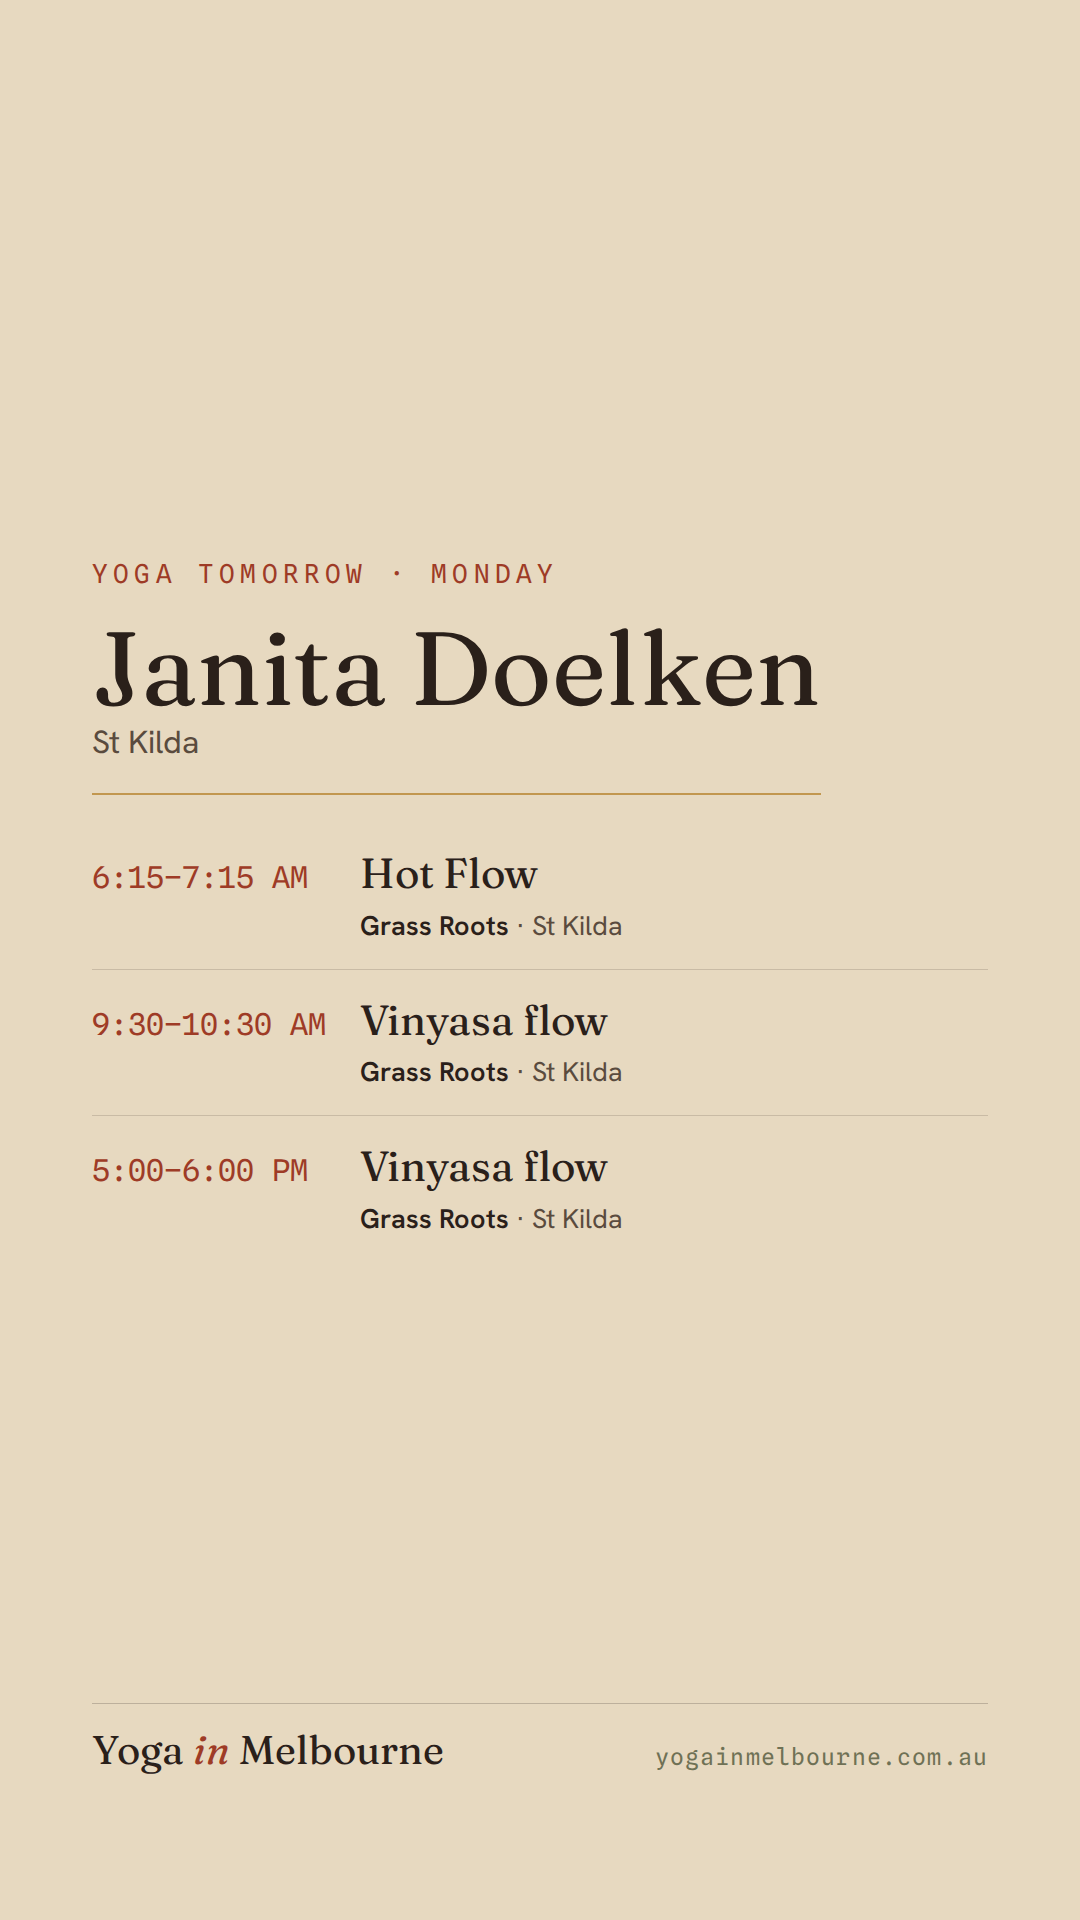 YOGA TOMORROW · MONDAY
Janita Doelken
St Kilda
6:15–7:15 AM Hot Flow
Grass Roots · St Kilda
9:30–10:30 AM Vinyasa flow
Grass Roots · St Kilda
5:00–6:00 PM Vinyasa flow
Grass Roots · St Kilda
Yoga in Melbourne yogainmelbourne.com.au